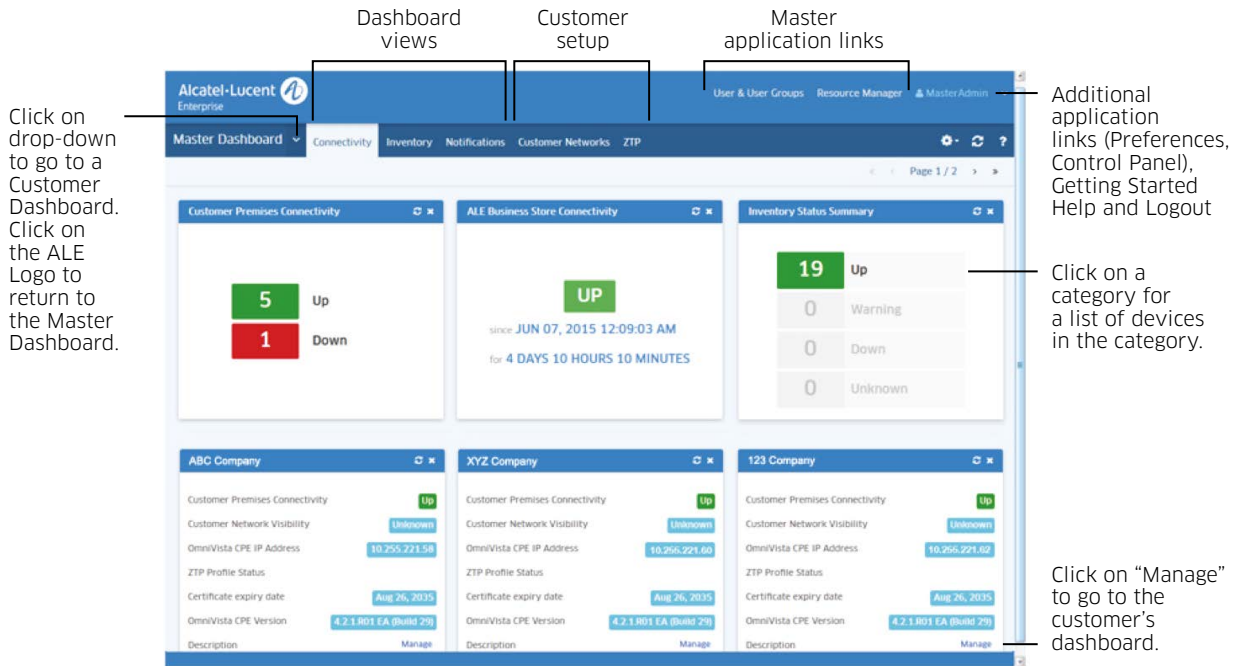 Dashboard
views
Customer
setup
Master
application links
Click on
drop-down
to go to a
Customer
Dashboard.
Click on
the ALE
Logo to
return to
the Master
Dashboard.
Alcatel-Lucent
Enterprise
User & User Groups Resource Manager MasterAdmin
Master Dashboard Connectivity Inventory Notifications Customer Networks ZTP ?
« ‹ Page 1 / 2 › »
Customer Premises Connectivity
5 Up
1 Down
ALE Business Store Connectivity
UP
since JUN 07, 2015 12:09:03 AM
for 4 DAYS 10 HOURS 10 MINUTES
Inventory Status Summary
19 Up
0 Warning
0 Down
0 Unknown
ABC Company
Customer Premises Connectivity Up
Customer Network Visibility Unknown
OmniVista CPE IP Address 10.255.221.58
ZTP Profile Status
Certificate expiry date Aug 26, 2035
OmniVista CPE Version 4.2.1.R01 EA (Build 29)
Description Manage
XYZ Company
Customer Premises Connectivity Up
Customer Network Visibility Unknown
OmniVista CPE IP Address 10.256.221.60
ZTP Profile Status
Certificate expiry date Aug 26, 2035
OmniVista CPE Version 4.2.1.R01 EA (Build 29)
Description Manage
123 Company
Customer Premises Connectivity Up
Customer Network Visibility Unknown
OmniVista CPE IP Address 10.266.221.62
ZTP Profile Status
Certificate expiry date Aug 26, 2035
OmniVista CPE Version 4.2.1.R01 EA (Build 29)
Description Manage
Additional
application
links (Preferences,
Control Panel),
Getting Started
Help and Logout
Click on a
category for
a list of devices
in the category.
Click on “Manage”
to go to the
customer’s
dashboard.